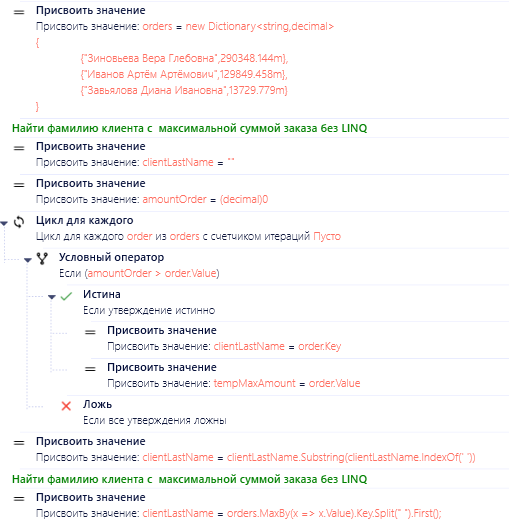 Присвоить значение
Присвоить значение: orders = new Dictionary<string,decimal>
{
{"Зиновьева Вера Глебовна",290348.144m},
{"Иванов Артём Артёмович",129849.458m},
{"Завьялова Диана Ивановна",13729.779m}
}
Найти фамилию клиента с  максимальной суммой заказа без LINQ
Присвоить значение
Присвоить значение: clientLastName = ""
Присвоить значение
Присвоить значение: amountOrder = (decimal)0
Цикл для каждого
Цикл для каждого order из orders с счетчиком итераций Пусто
Условный оператор
Если (amountOrder > order.Value)
Истина
Если утверждение истинно
Присвоить значение
Присвоить значение: clientLastName = order.Key
Присвоить значение
Присвоить значение: tempMaxAmount = order.Value
Ложь
Если все утверждения ложны
Присвоить значение
Присвоить значение: clientLastName = clientLastName.Substring(clientLastName.IndexOf(' '))
Найти фамилию клиента с  максимальной суммой заказа без LINQ
Присвоить значение
Присвоить значение: clientLastName = orders.MaxBy(x => x.Value).Key.Split(" ").First();